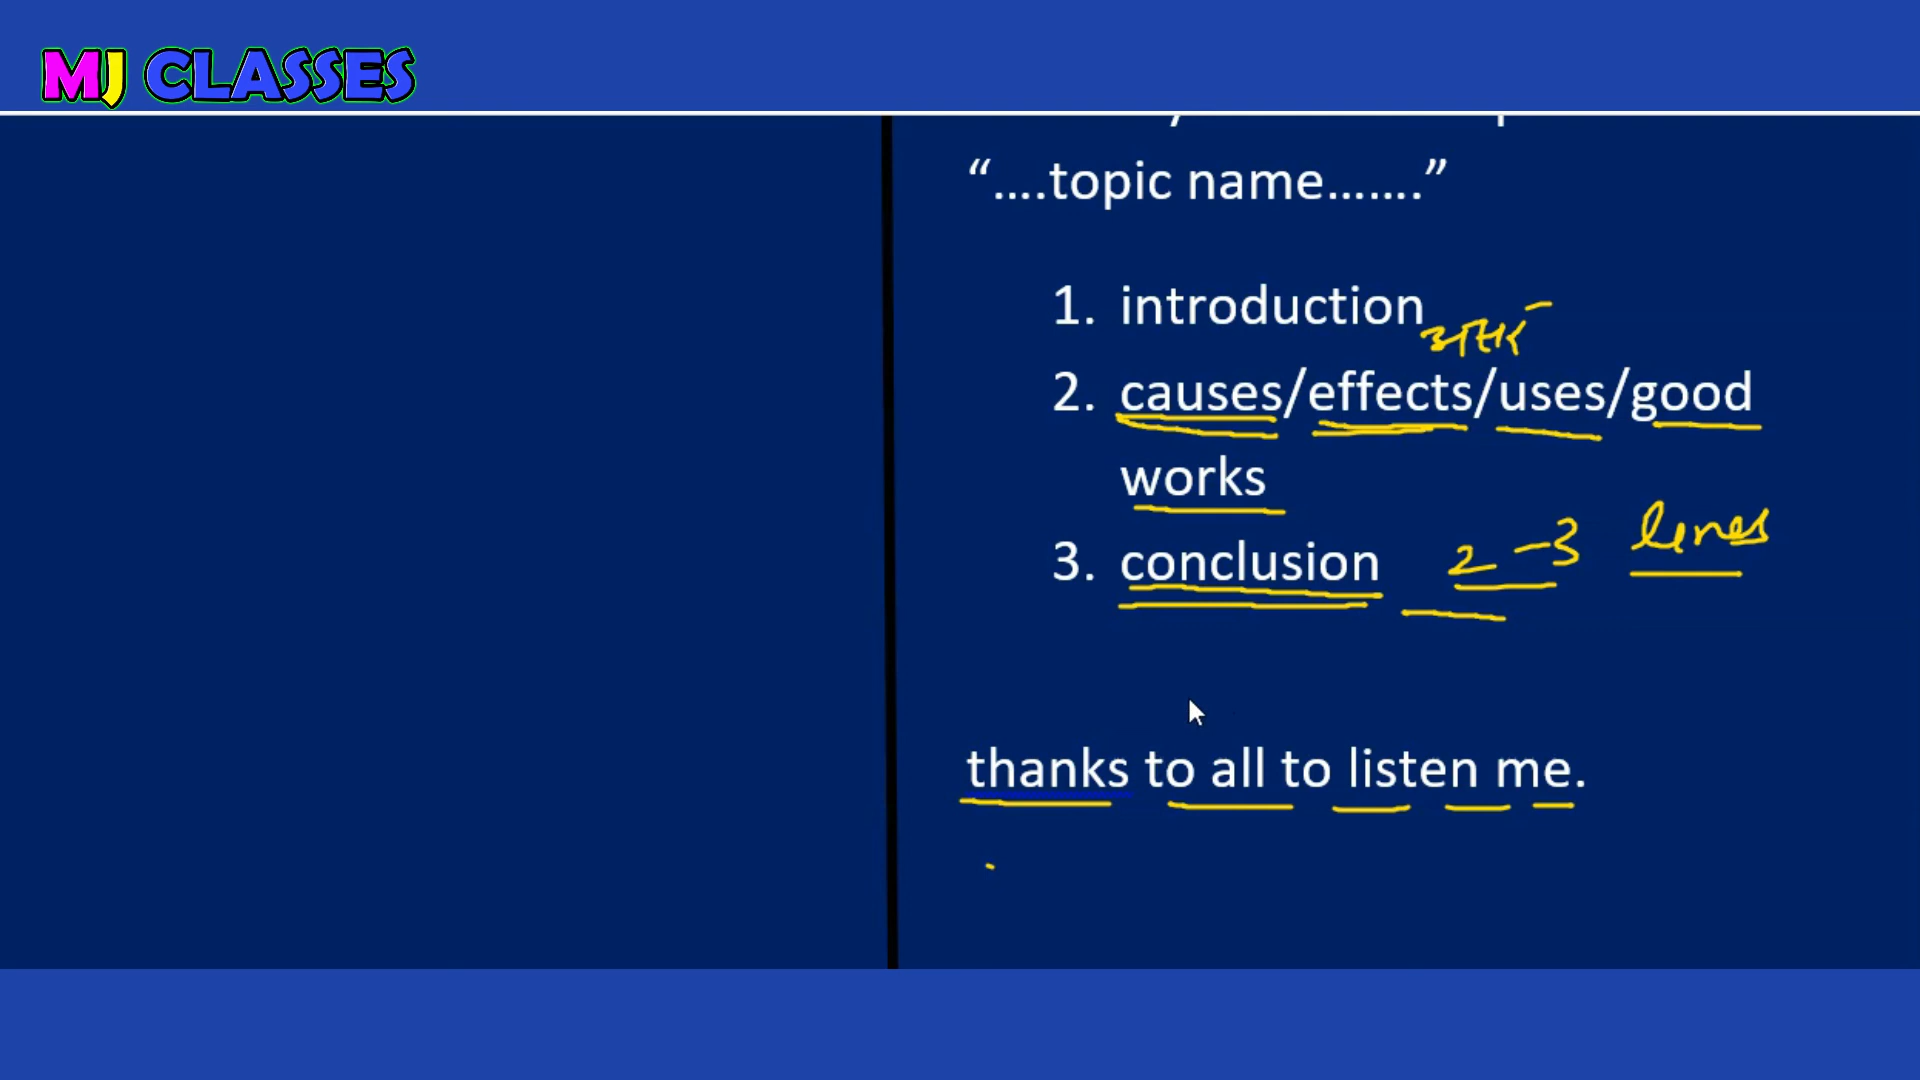 MJ CLASSES
“....topic name.......”
1. introduction
2. causes/effects/uses/good
works
3. conclusion 2-3 lines
thanks to all to listen me.